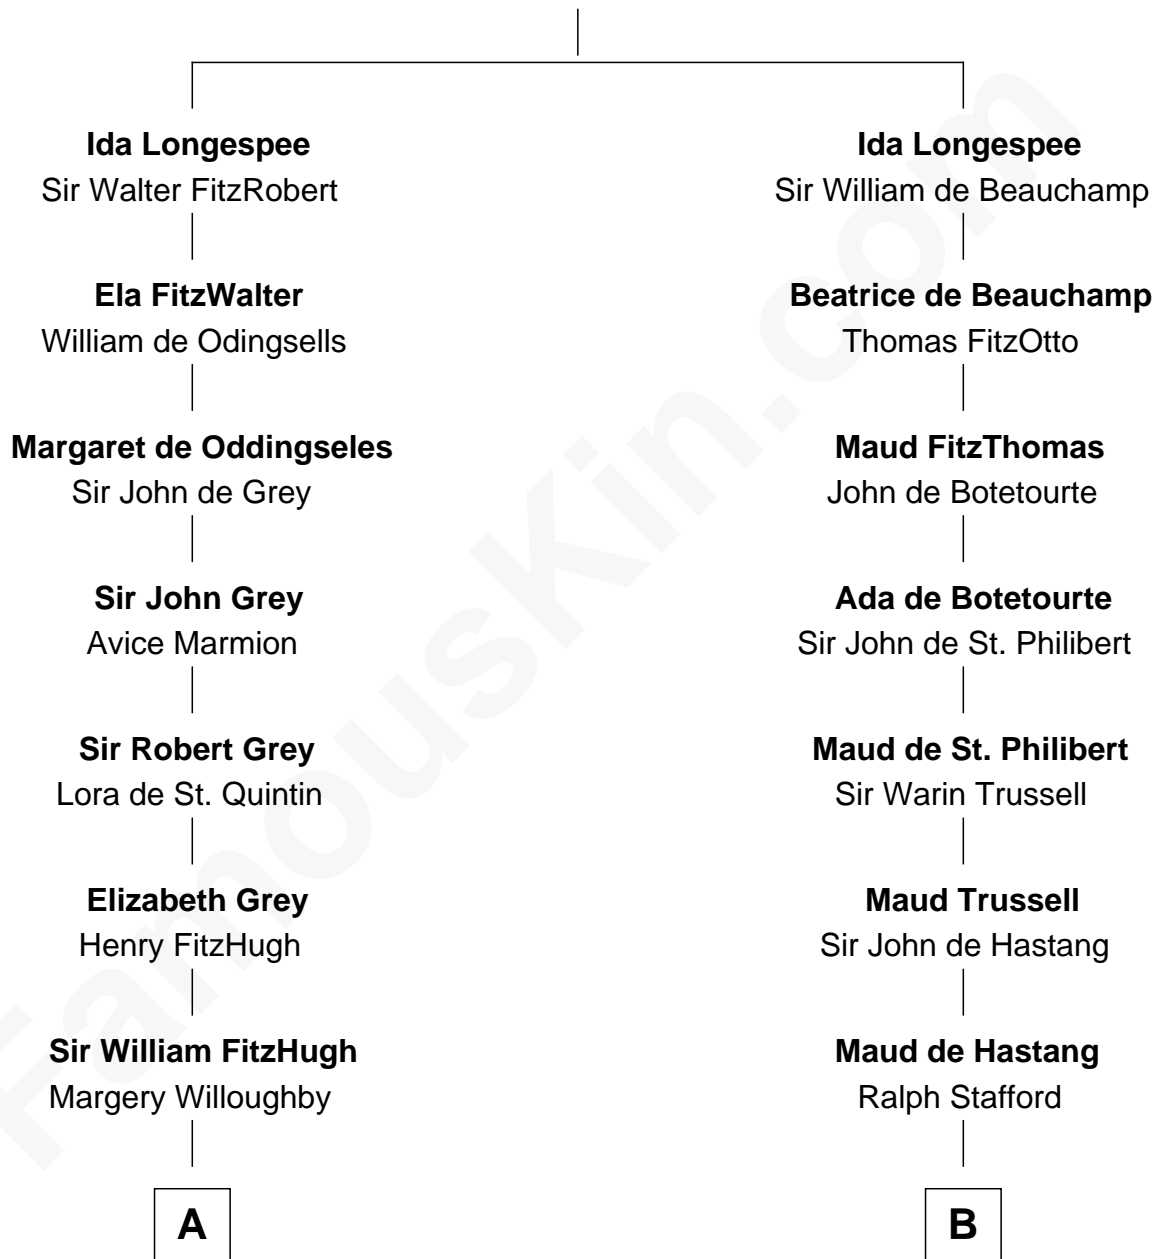 Ida Longespee
Sir Walter FitzRobert
Ela FitzWalter
William de Odingsells
Margaret de Oddingseles
Sir John de Grey
Sir John Grey
Avice Marmion
Sir Robert Grey
Lora de St. Quintin
Elizabeth Grey
Henry FitzHugh
Sir William FitzHugh
Margery Willoughby
A
Ida Longespee
Sir William de Beauchamp
Beatrice de Beauchamp
Thomas FitzOtto
Maud FitzThomas
John de Botetourte
Ada de Botetourte
Sir John de St. Philibert
Maud de St. Philibert
Sir Warin Trussell
Maud Trussell
Sir John de Hastang
Maud de Hastang
Ralph Stafford
B
FamousKin.com